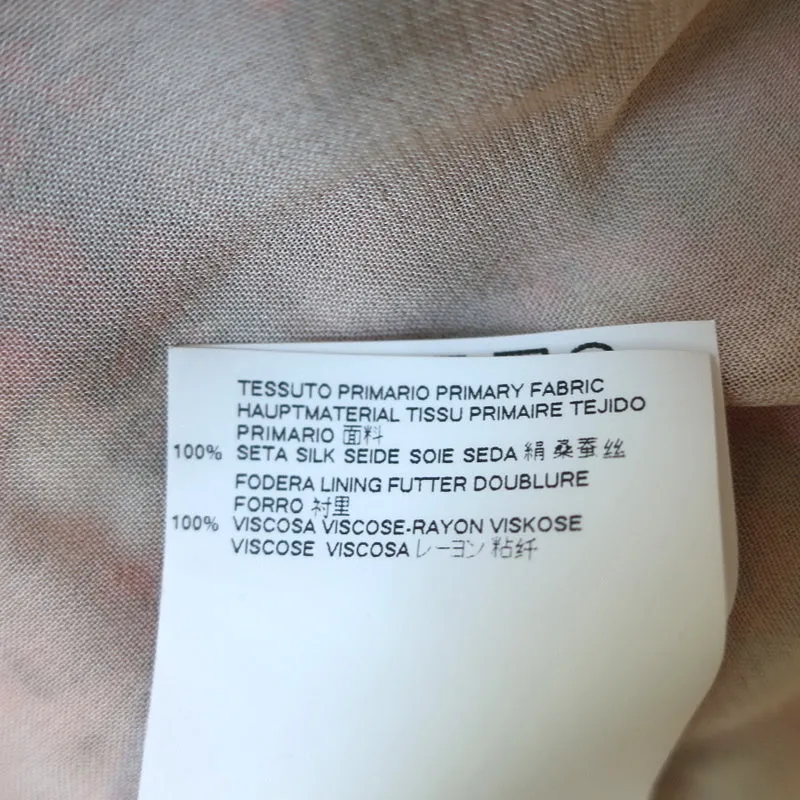 TESSUTO PRIMARIO PRIMARY FABRIC
HAUPTMATERIAL TISSU PRIMAIRE TEJIDO
PRIMARIO 面料
100% SETA SILK SEIDE SOIE SEDA 絹 桑蚕丝
FODERA LINING FUTTER DOUBLURE
FORRO 衬里
100% VISCOSA VISCOSE-RAYON VISKOSE
VISCOSE VISCOSA レーヨン 粘纤